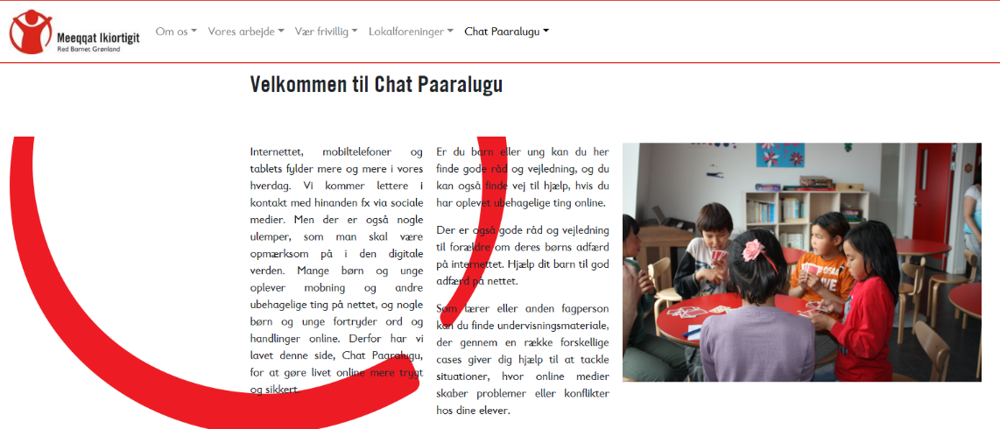 Meeqqat Ikiortigit
Red Barnet Grønland
Om os
Vores arbejde
Vær frivillig
Lokalforeninger
Chat Paaralugu
Velkommen til Chat Paaralugu
Internettet, mobiltelefoner og
tablets fylder mere og mere i vores
hverdag. Vi kommer lettere i
kontakt med hinanden fx via sociale
medier. Men der er også nogle
ulemper, som man skal være
opmærksom på i den digitale
verden. Mange børn og unge
oplever mobning og andre
ubehagelige ting på nettet, og nogle
børn og unge fortryder ord og
handlinger online. Derfor har vi
lavet denne side, Chat Paaralugu,
for at gøre livet online mere trygt
og sikkert.
Er du barn eller ung kan du her
finde gode råd og vejledning, og du
kan også finde vej til hjælp, hvis du
har oplevet ubehagelige ting online.
Der er også gode råd og vejledning
til forældre om deres børns adfærd
på internettet. Hjælp dit barn til god
adfærd på nettet.
Som lærer eller anden fagperson
kan du finde undervisningsmateriale,
der gennem en række forskellige
cases giver dig hjælp til at tackle
situationer, hvor online medier
skaber problemer eller konflikter
hos dine elever.